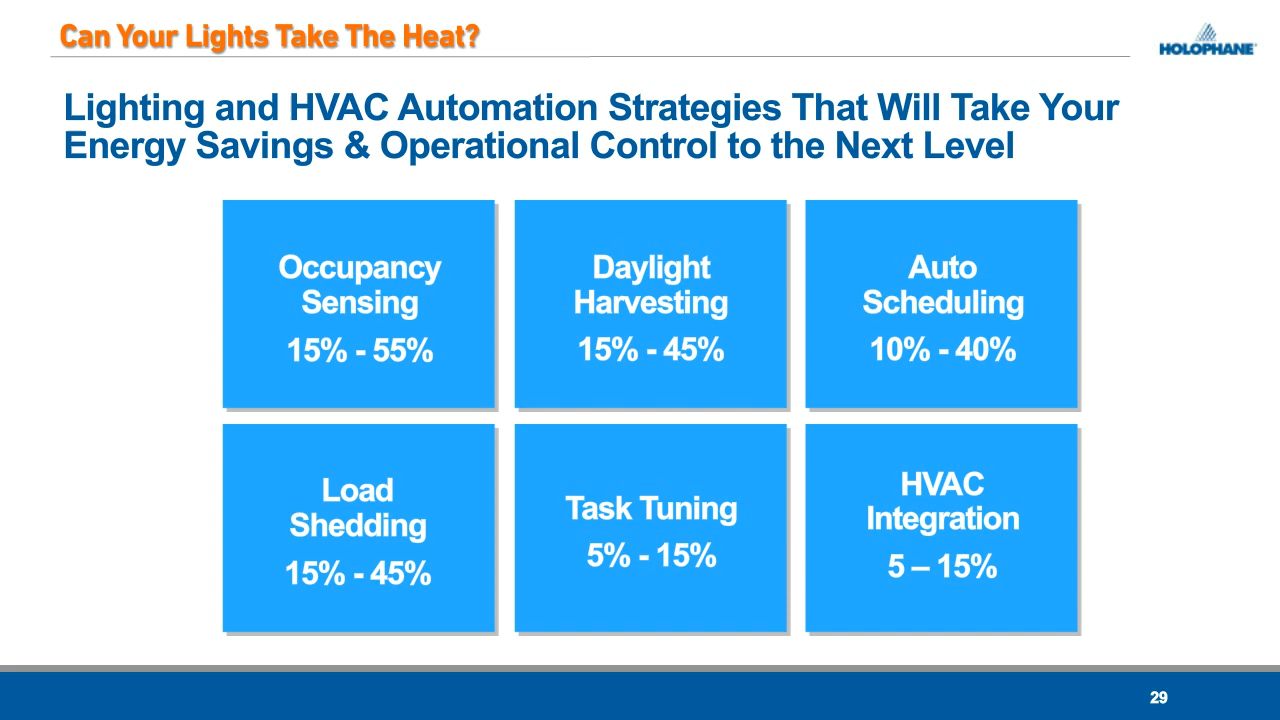 Can Your Lights Take The Heat?
HOLOPHANE®
Lighting and HVAC Automation Strategies That Will Take Your
Energy Savings & Operational Control to the Next Level
Occupancy
Sensing
15% - 55%
Daylight
Harvesting
15% - 45%
Auto
Scheduling
10% - 40%
Load
Shedding
15% - 45%
Task Tuning
5% - 15%
HVAC
Integration
5 – 15%
29